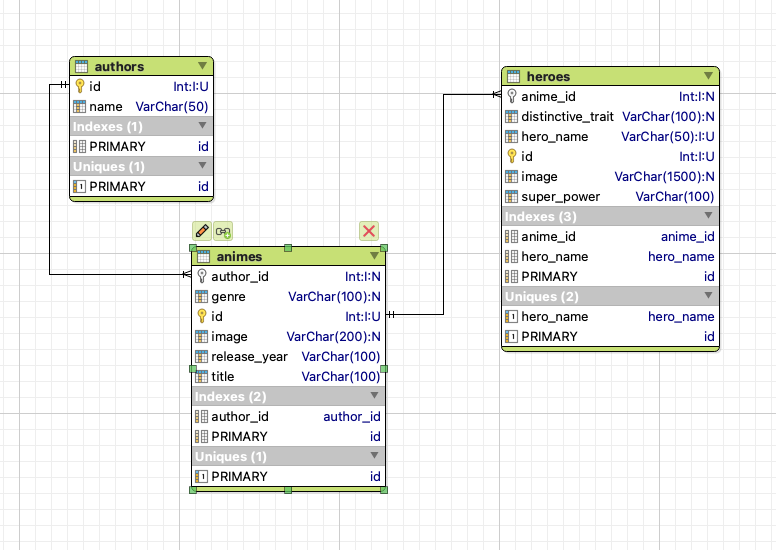 authors
id Int:I:U
name VarChar(50)
Indexes (1)
PRIMARY id
Uniques (1)
PRIMARY id
heroes
anime_id Int:I:N
distinctive_trait VarChar(100):N
hero_name VarChar(50):I:U
id Int:I:U
image VarChar(1500):N
super_power VarChar(100)
Indexes (3)
anime_id anime_id
hero_name hero_name
PRIMARY id
Uniques (2)
hero_name hero_name
PRIMARY id
animes
author_id Int:I:N
genre VarChar(100):N
id Int:I:U
image VarChar(200):N
release_year VarChar(100)
title VarChar(100)
Indexes (2)
author_id author_id
PRIMARY id
Uniques (1)
PRIMARY id